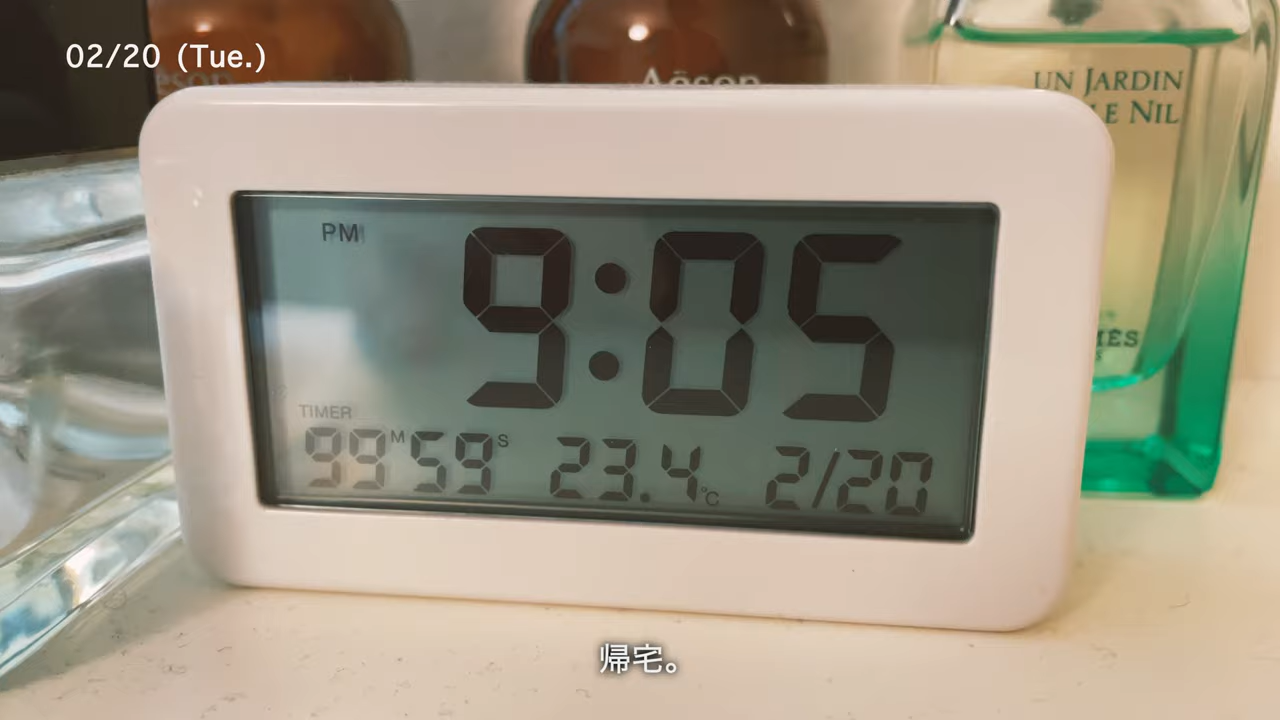 02/20 (Tue.)
Aēsop
UN JARDIN
LE NIL
PM
9:05
TIMER
99M59S 23.4°C 2/20
帰宅。